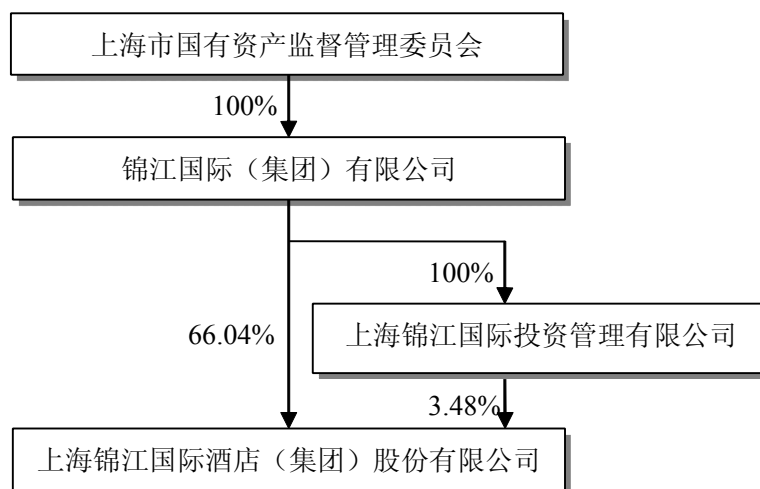 上海市国有资产监督管理委员会
100%
锦江国际（集团）有限公司
100%
66.04%
上海锦江国际投资管理有限公司
3.48%
上海锦江国际酒店（集团）股份有限公司